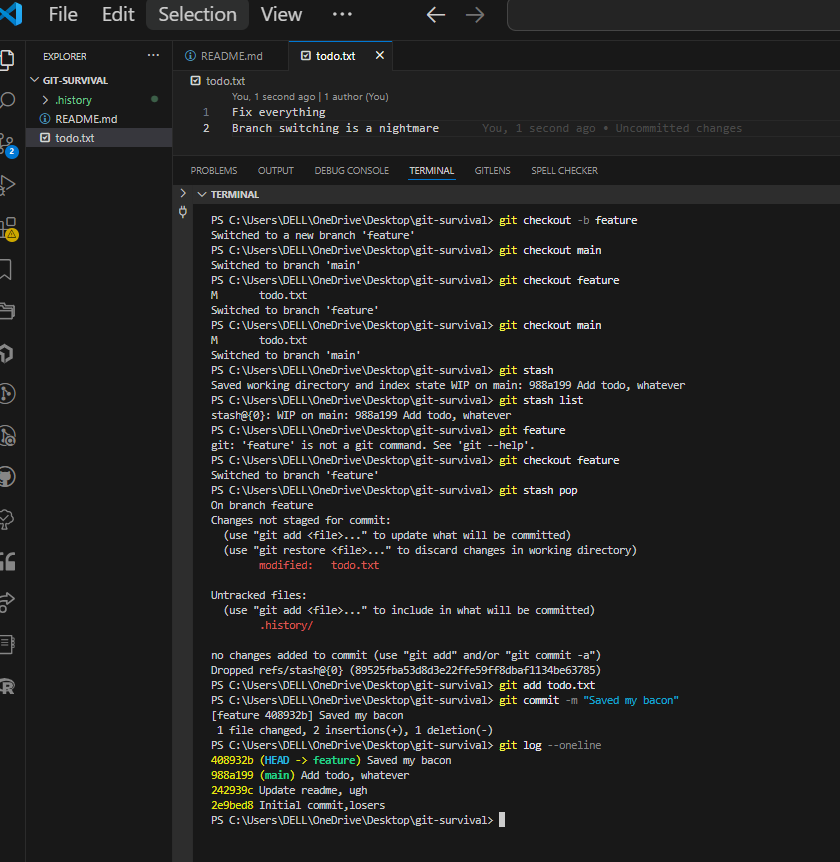 File Edit Selection View ...
EXPLORER ...
GIT-SURVIVAL
.history
README.md
todo.txt
2
README.md todo.txt
todo.txt
You, 1 second ago | 1 author (You)
1 Fix everything
2 Branch switching is a nightmare You, 1 second ago • Uncommitted changes
PROBLEMS OUTPUT DEBUG CONSOLE TERMINAL GITLENS SPELL CHECKER
TERMINAL
PS C:\Users\DELL\OneDrive\Desktop\git-survival> git checkout -b feature
Switched to a new branch 'feature'
PS C:\Users\DELL\OneDrive\Desktop\git-survival> git checkout main
Switched to branch 'main'
PS C:\Users\DELL\OneDrive\Desktop\git-survival> git checkout feature
M todo.txt
Switched to branch 'feature'
PS C:\Users\DELL\OneDrive\Desktop\git-survival> git checkout main
M todo.txt
Switched to branch 'main'
PS C:\Users\DELL\OneDrive\Desktop\git-survival> git stash
Saved working directory and index state WIP on main: 988a199 Add todo, whatever
PS C:\Users\DELL\OneDrive\Desktop\git-survival> git stash list
stash@{0}: WIP on main: 988a199 Add todo, whatever
PS C:\Users\DELL\OneDrive\Desktop\git-survival> git feature
git: 'feature' is not a git command. See 'git --help'.
PS C:\Users\DELL\OneDrive\Desktop\git-survival> git checkout feature
Switched to branch 'feature'
PS C:\Users\DELL\OneDrive\Desktop\git-survival> git stash pop
On branch feature
Changes not staged for commit:
(use "git add <file>..." to update what will be committed)
(use "git restore <file>..." to discard changes in working directory)
modified: todo.txt
Untracked files:
(use "git add <file>..." to include in what will be committed)
.history/
no changes added to commit (use "git add" and/or "git commit -a")
Dropped refs/stash@{0} (89525fba53d8d3e22ffe59ff8dbaf1134be63785)
PS C:\Users\DELL\OneDrive\Desktop\git-survival> git add todo.txt
PS C:\Users\DELL\OneDrive\Desktop\git-survival> git commit -m "Saved my bacon"
[feature 408932b] Saved my bacon
1 file changed, 2 insertions(+), 1 deletion(-)
PS C:\Users\DELL\OneDrive\Desktop\git-survival> git log --oneline
408932b (HEAD -> feature) Saved my bacon
988a199 (main) Add todo, whatever
242939c Update readme, ugh
2e9bed8 Initial commit,losers
PS C:\Users\DELL\OneDrive\Desktop\git-survival>